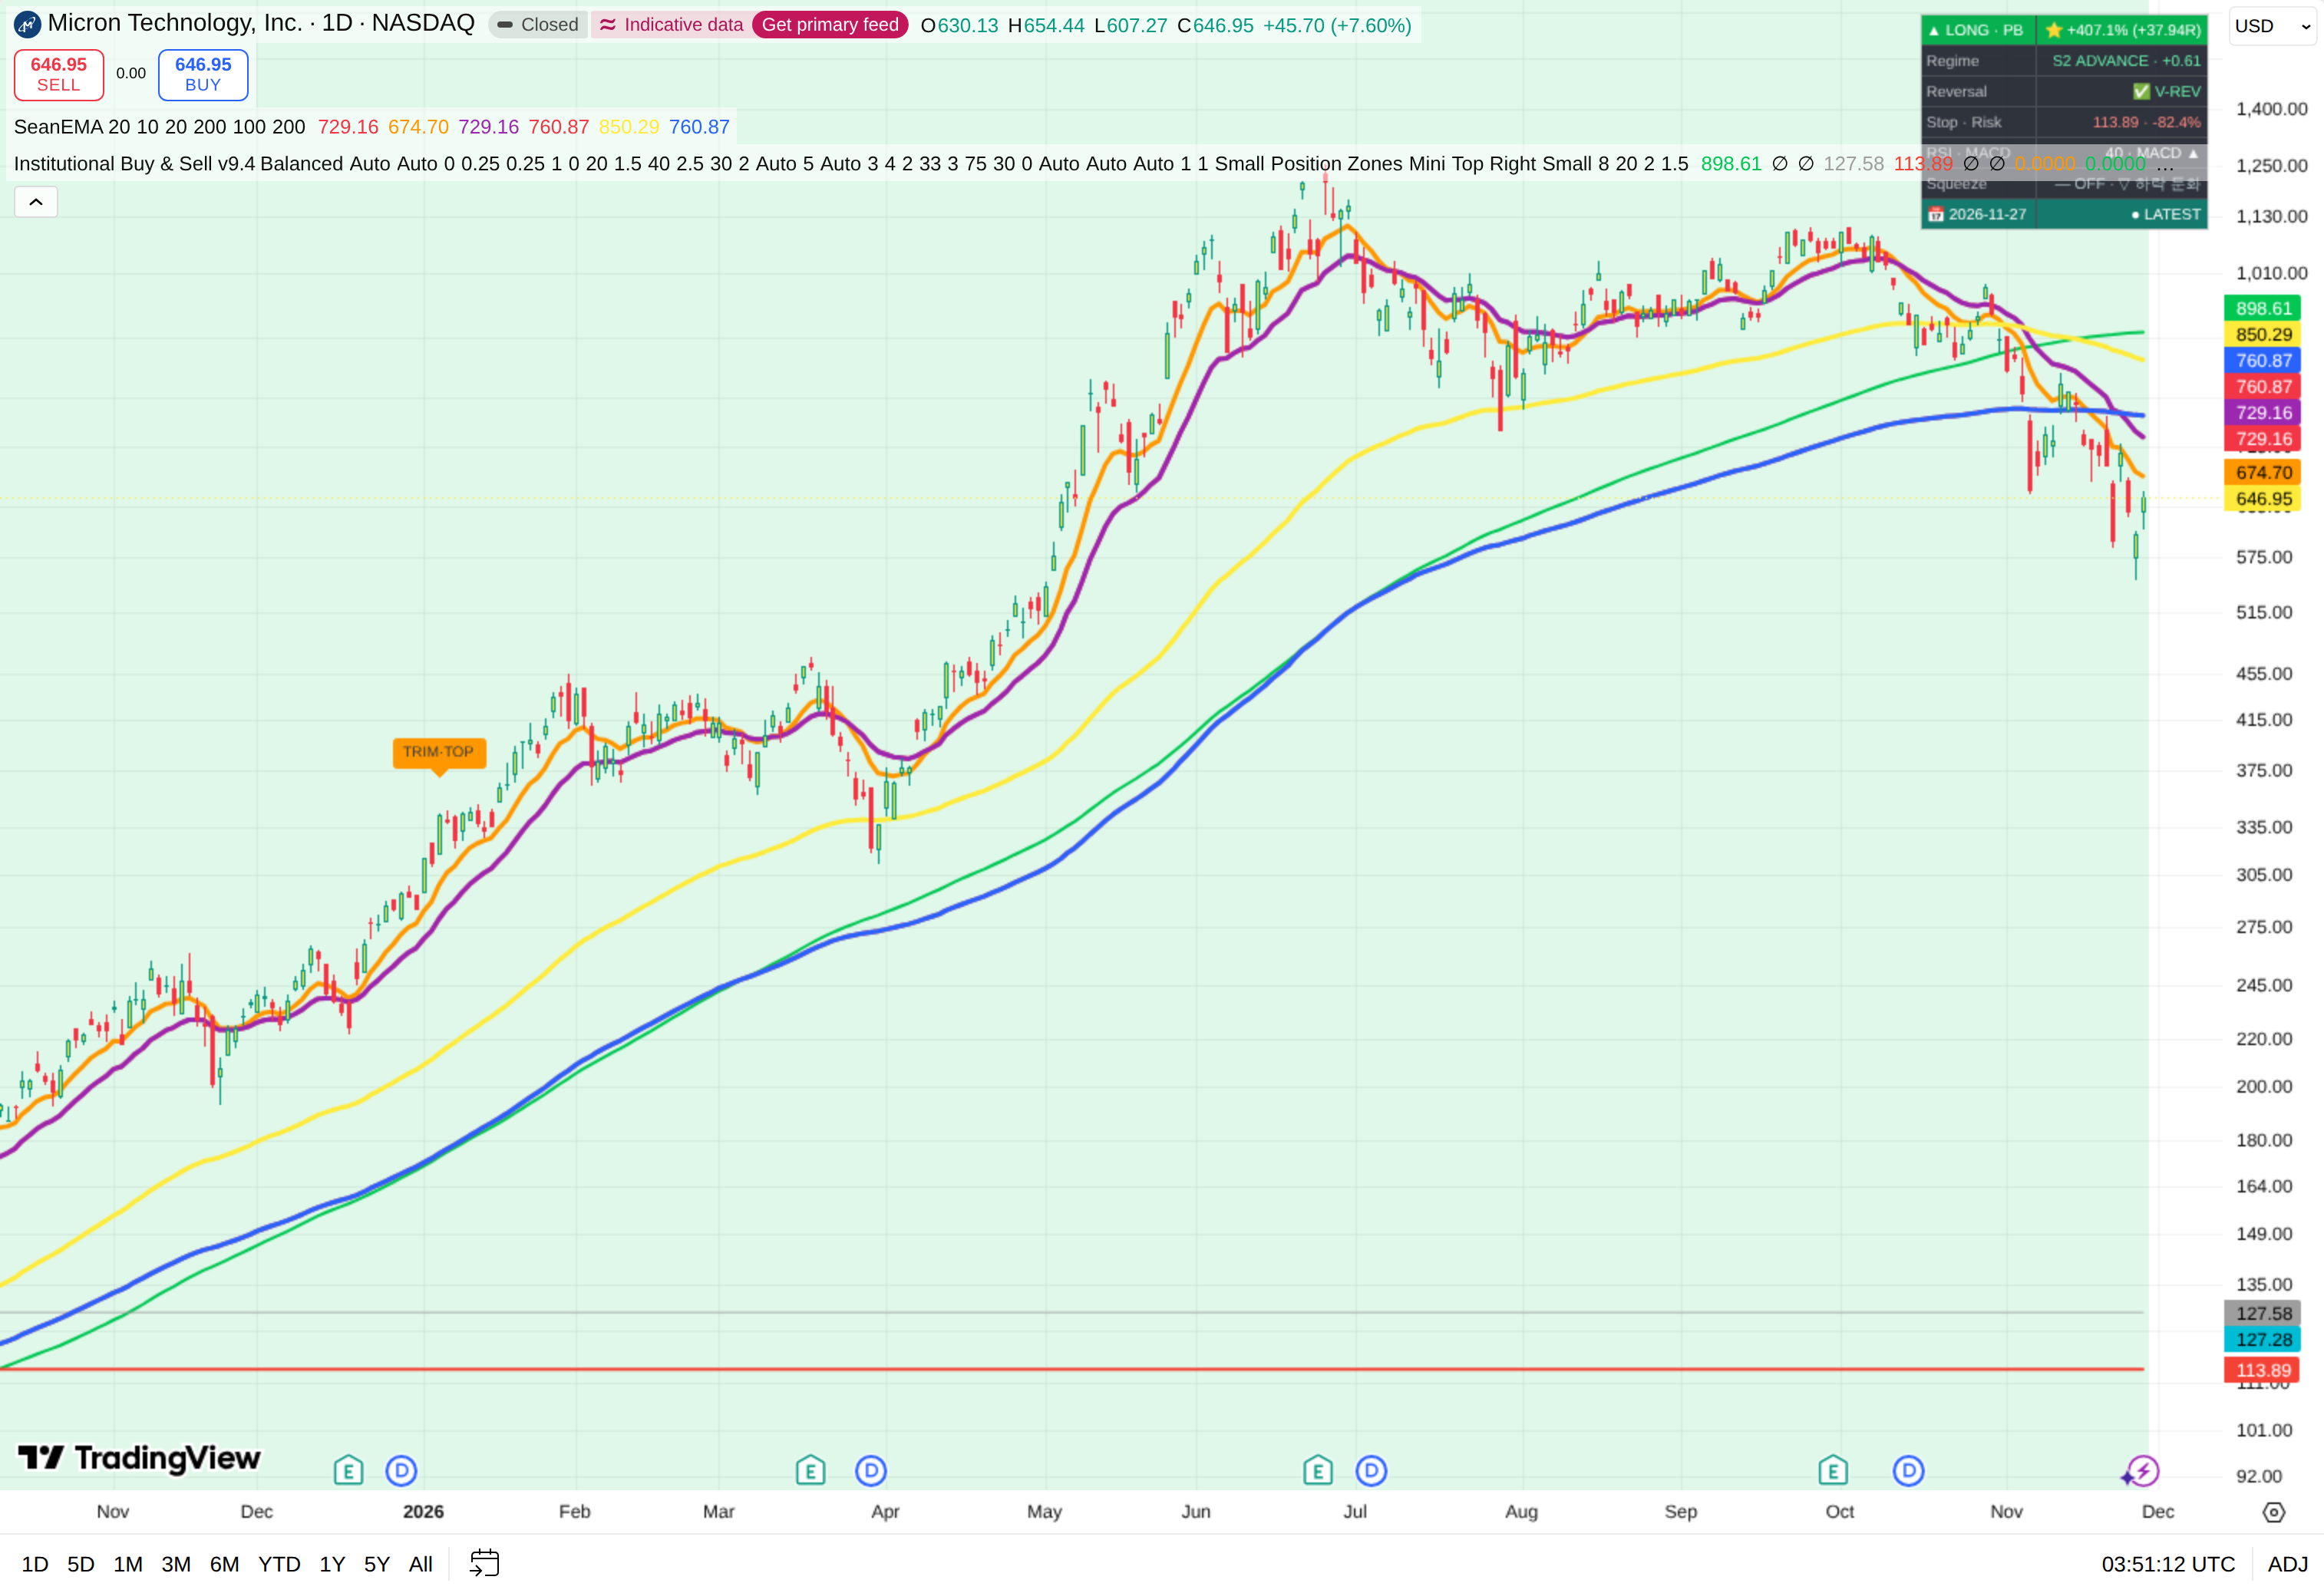 Micron Technology, Inc. · 1D · NASDAQ Closed Indicative data Get primary feed O630.13 H654.44 L607.27 C646.95 +45.70 (+7.60%)
646.95 SELL 0.00 646.95 BUY
SeanEMA 20 10 20 200 100 200 729.16 674.70 729.16 760.87 850.29 760.87
Institutional Buy & Sell v9.4 Balanced Auto Auto 0 0.25 0.25 1 0 20 1.5 40 2.5 30 2 Auto 5 Auto 3 4 2 33 3 75 30 0 Auto Auto Auto 1 1 Small Position Zones Mini Top Right Small 8 20 2 1.5 898.61 ∅ ∅ 127.58 113.89 ∅ ∅ 0.0000 0.0000 ...
▲ LONG · PB ⭐ +407.1% (+37.94R)
Regime S2 ADVANCE · +0.61
Reversal ✅ V-REV
Stop · Risk 113.89 · -82.4%
RSI · MACD 40 · MACD ▲
Squeeze — OFF · ▽ 하락 둔화
📅 2026-11-27 ● LATEST
USD
1,400.00
1,250.00
1,130.00
1,010.00
898.61
850.29
760.87
760.87
729.16
729.16
674.70
646.95
575.00
515.00
455.00
415.00
375.00
335.00
305.00
275.00
245.00
220.00
200.00
180.00
164.00
149.00
135.00
127.58
127.28
113.89
111.00
101.00
92.00
TRIM·TOP
TradingView
E D E D E D E D
Nov Dec 2026 Feb Mar Apr May Jun Jul Aug Sep Oct Nov Dec
1D 5D 1M 3M 6M YTD 1Y 5Y All 03:51:12 UTC ADJ